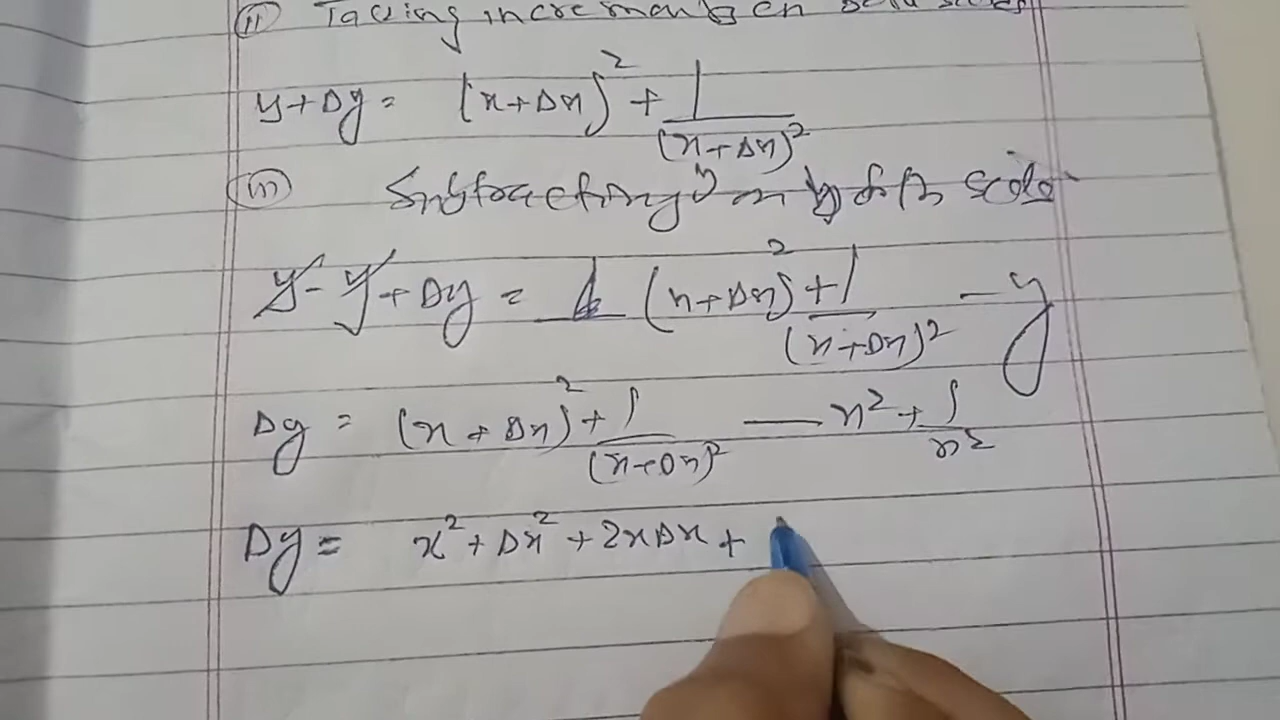 (ii) Taking increments on both sides
y+Δy = (x+Δx)² + 1/(x+Δx)²
(iii) Subtracting y on both sides
y - y + Δy = (x+Δx)² + 1/(x+Δx)² - y
Δy = (x+Δx)² + 1/(x+Δx)² — x² + 1/x²
Δy = x² + Δx² + 2xΔx +